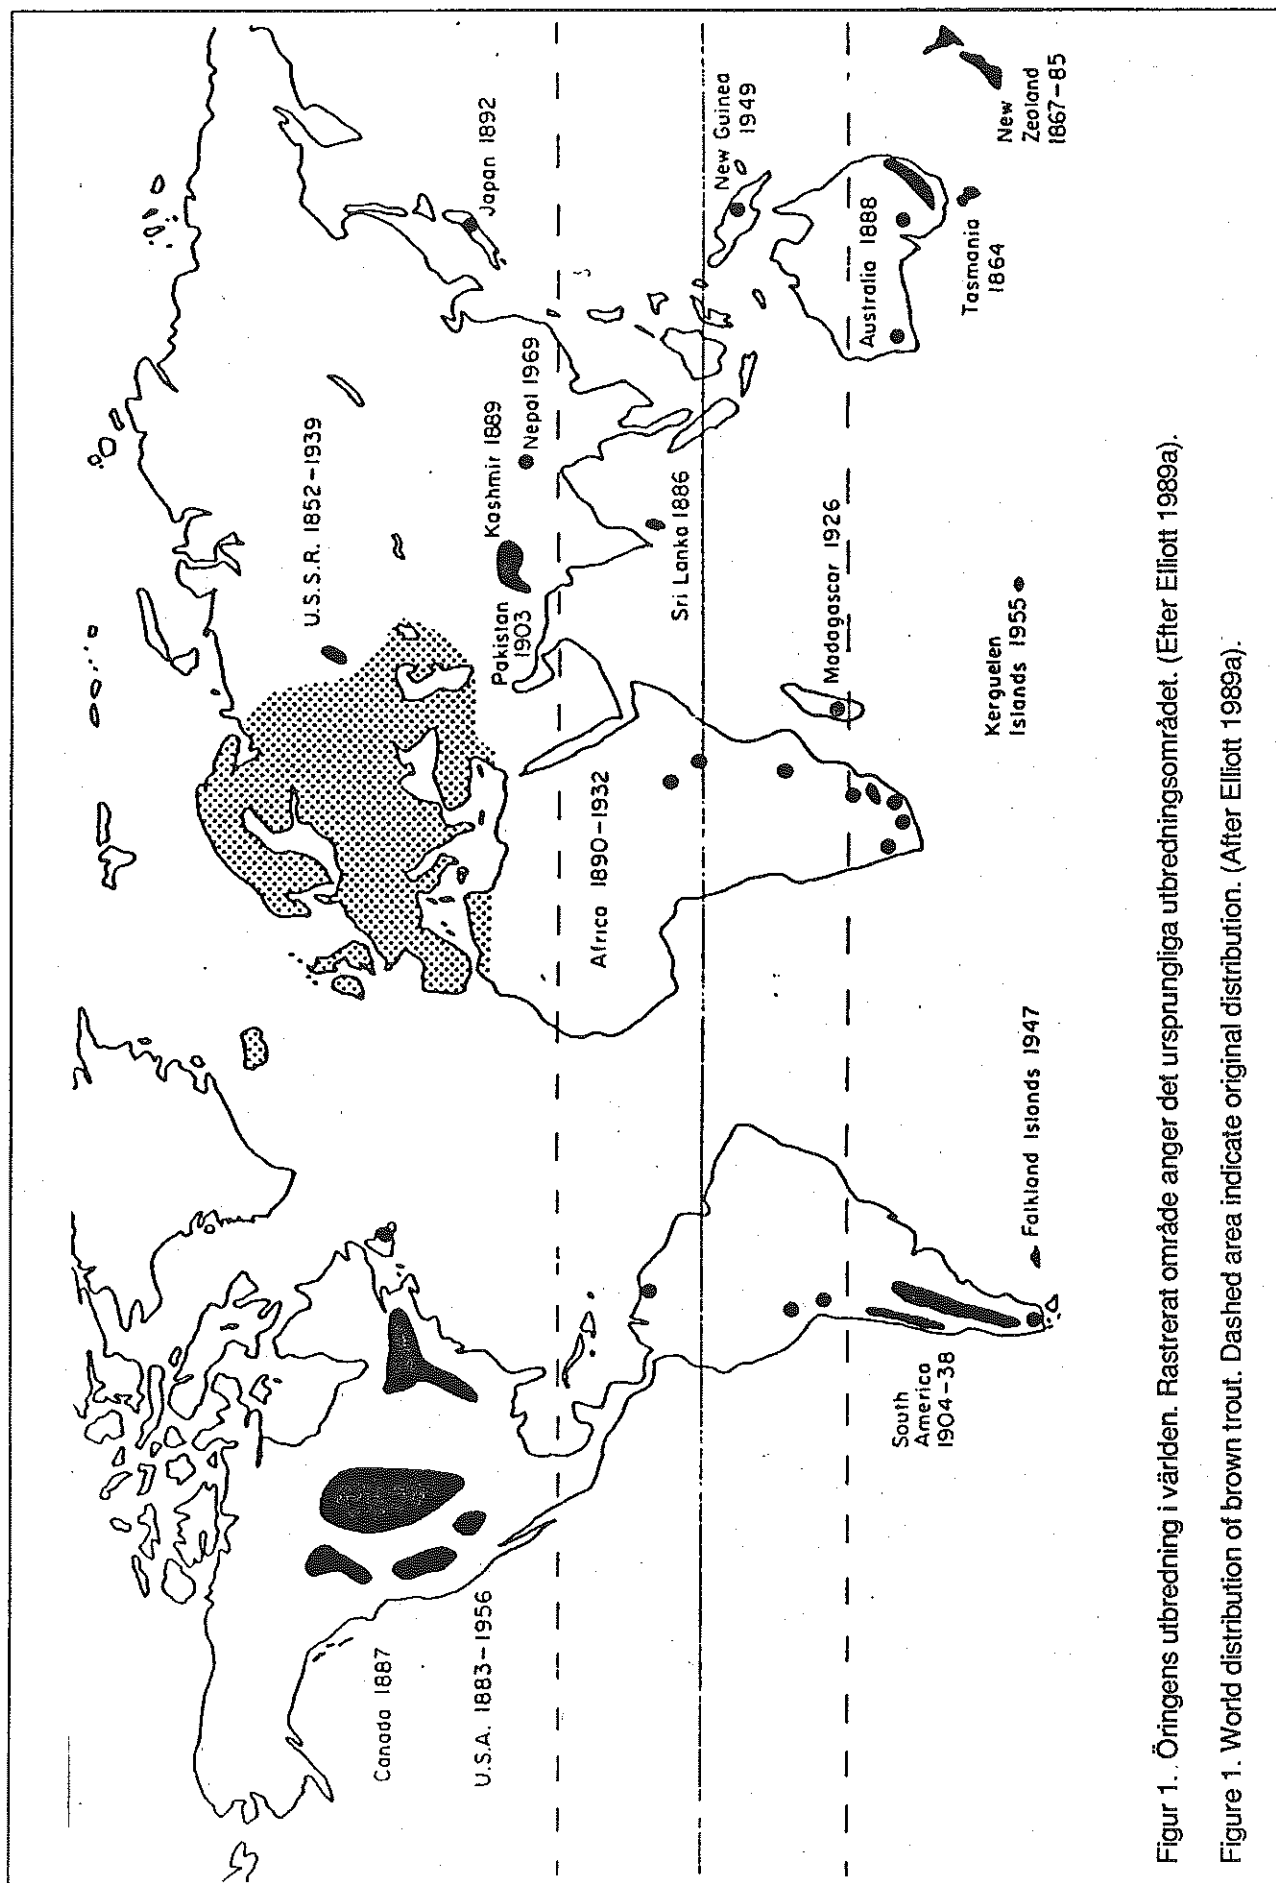 Canada 1887
U.S.A. 1883-1956
South
America
1904-38
Falkland Islands 1947
Africa 1890-1932
U.S.S.R. 1852-1939
Pakistan
1903
Kashmir 1889
Nepal 1969
Sri Lanka 1886
Madagascar 1926
Kerguelen
Islands 1955
Japan 1892
New Guinea
1949
Australia 1888
Tasmania
1864
New
Zealand
1867-85
Figur 1. Öringens utbredning i världen. Rastrerat område anger det ursprungliga utbredningsområdet. (Efter Elliott 1989a).
Figure 1. World distribution of brown trout. Dashed area indicate original distribution. (After Elliott 1989a).